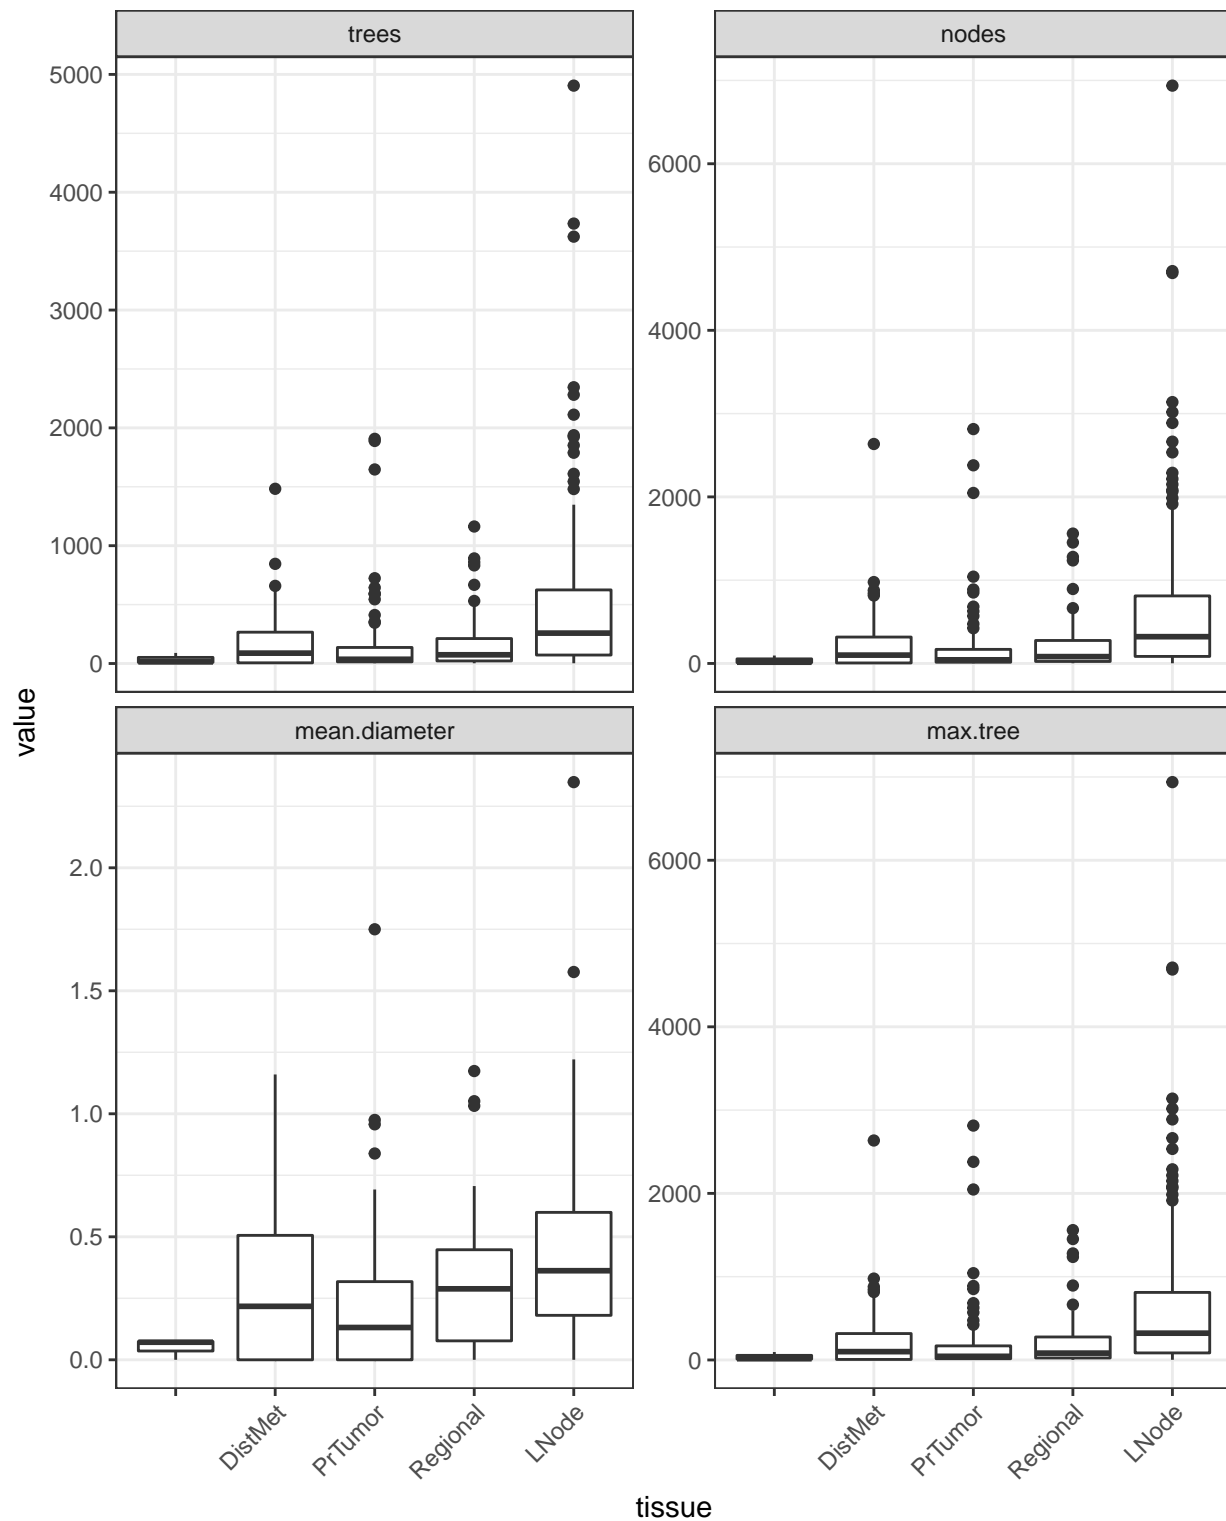 trees
nodes
5000
4000
3000
2000
1000
0
6000
4000
2000
0
value
mean.diameter
max.tree
2.0
1.5
1.0
0.5
0.0
6000
4000
2000
0
DistMet
PrTumor
Regional
LNode
DistMet
PrTumor
Regional
LNode
tissue